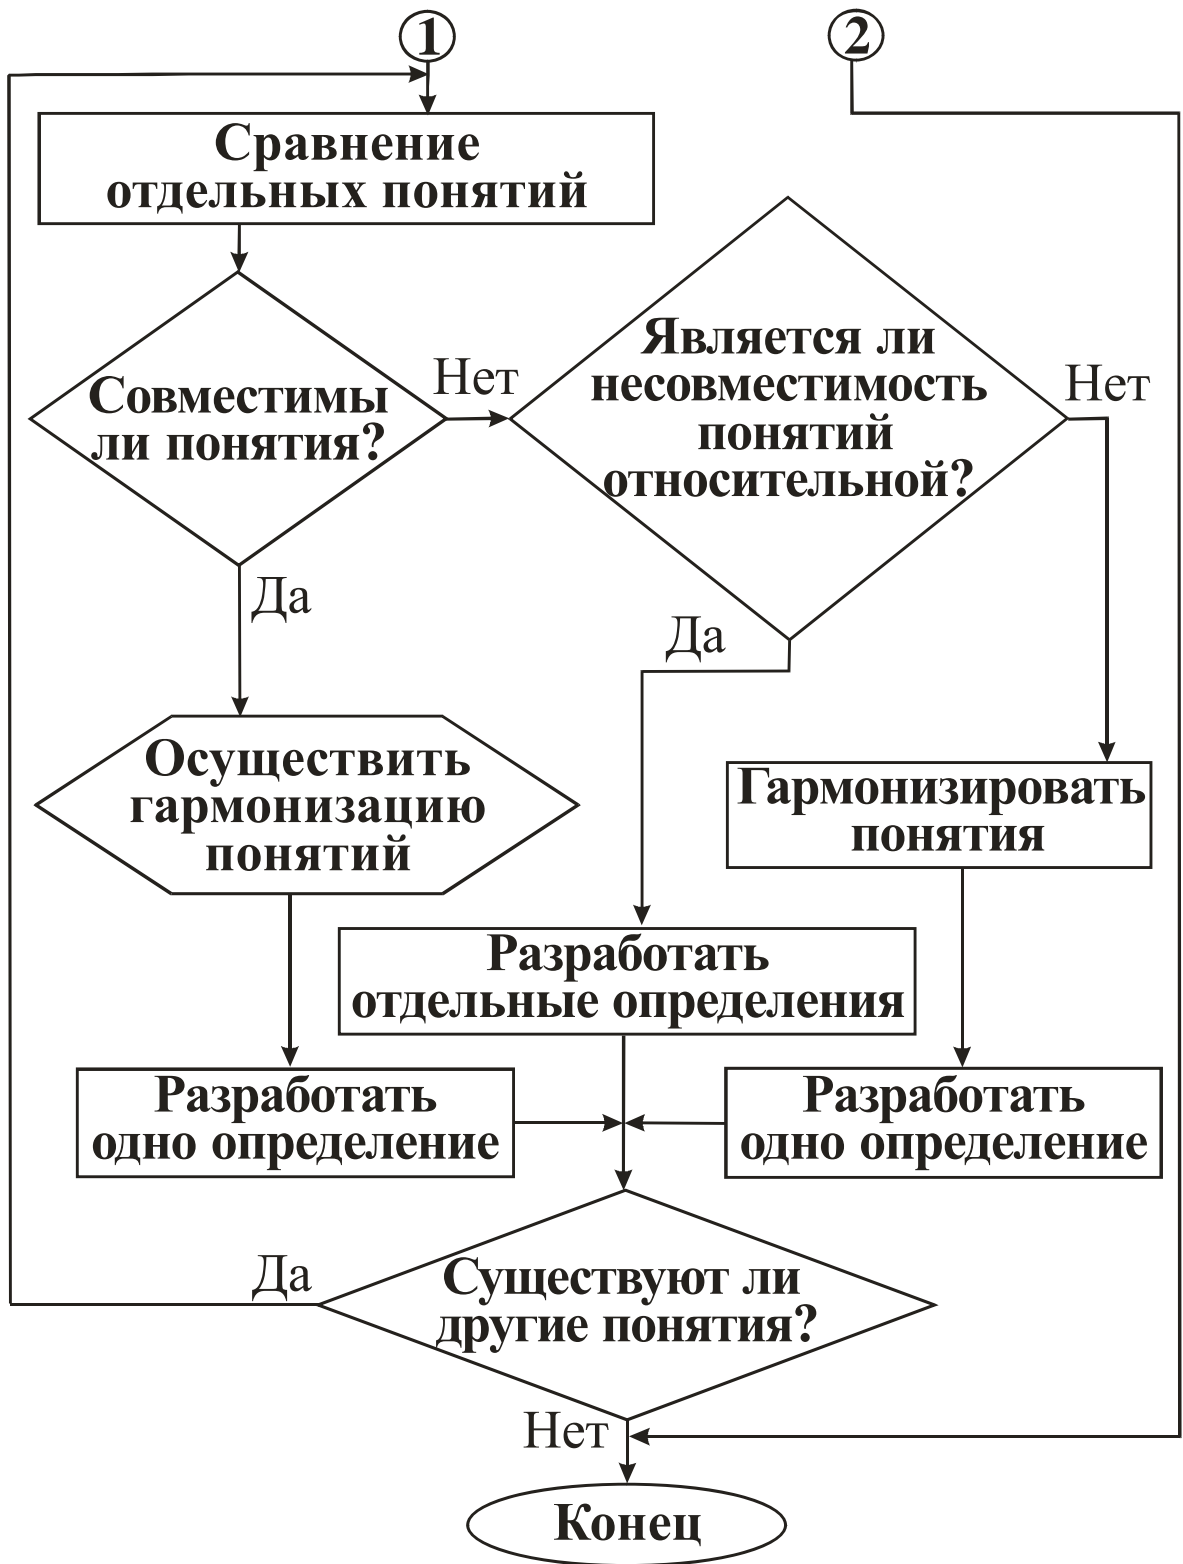 1
2
Сравнение
отдельных понятий
Совместимы
ли понятия?
Нет
Является ли
несовместимость
понятий
относительной?
Нет
Да
Да
Осуществить
гармонизацию
понятий
Гармонизировать
понятия
Разработать
отдельные определения
Разработать
одно определение
Разработать
одно определение
Да
Существуют ли
другие понятия?
Нет
Конец